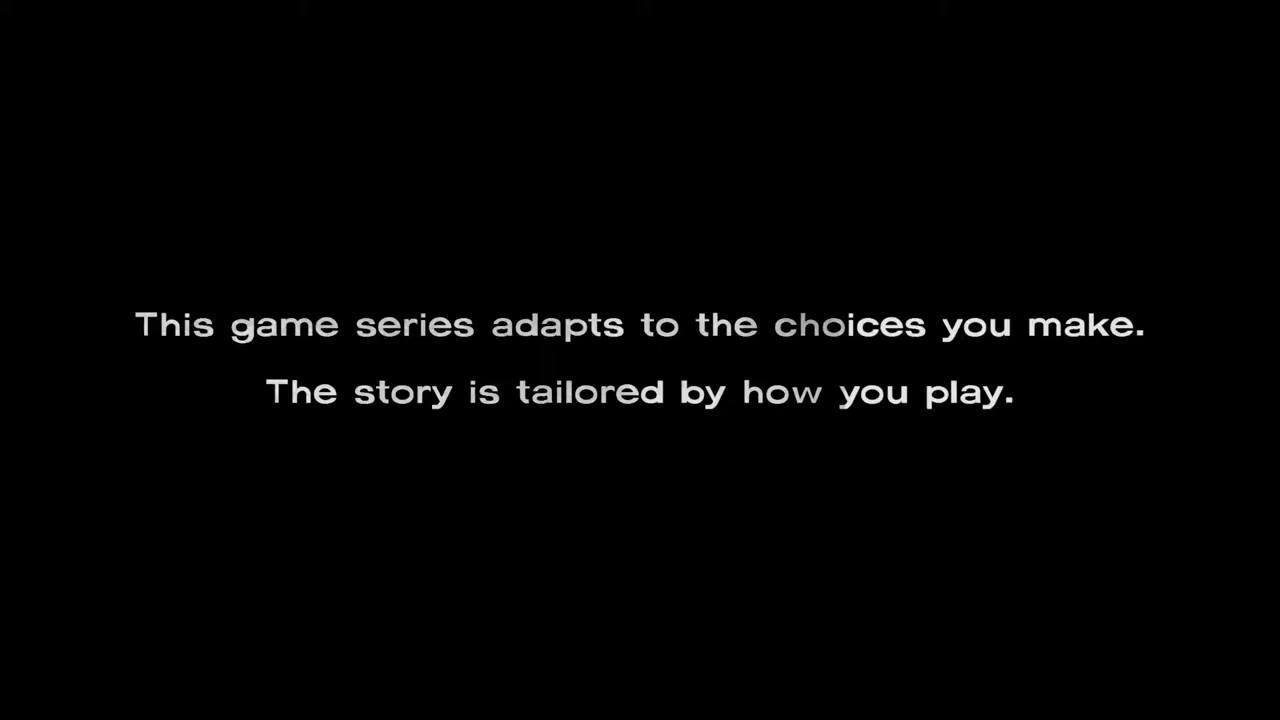 This game series adapts to the choices you make.
The story is tailored by how you play.